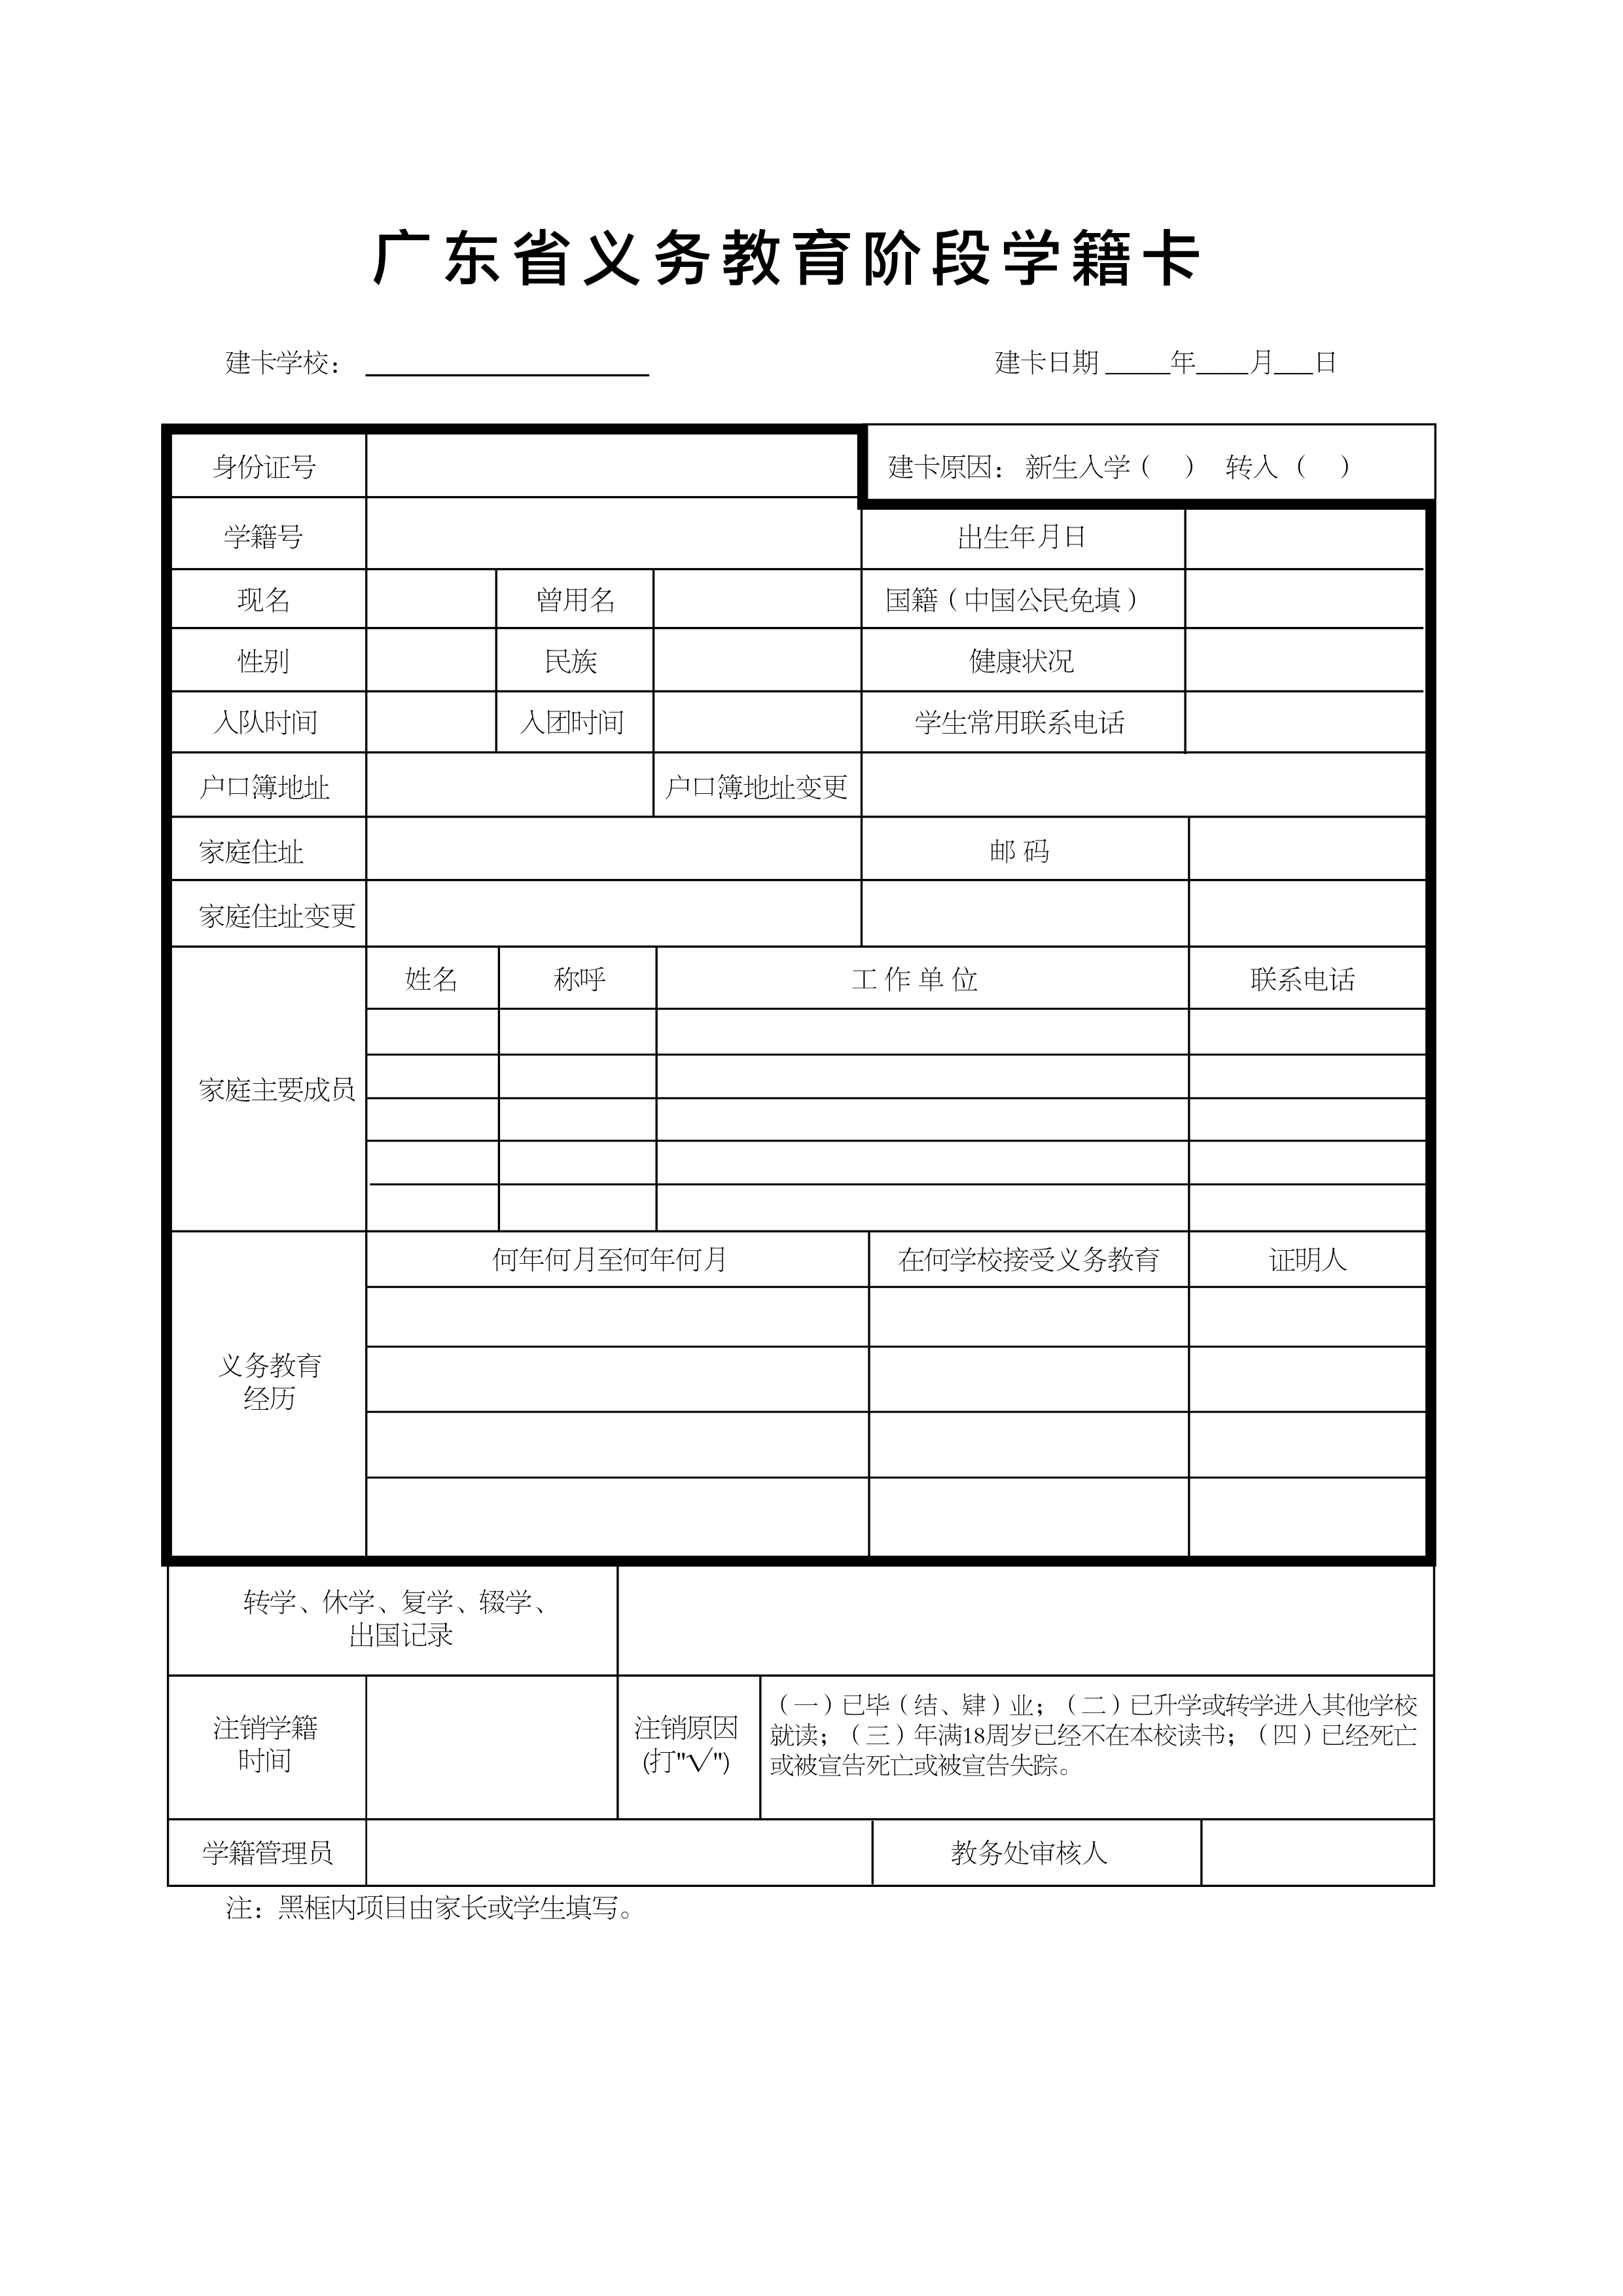 广东省义务教育阶段学籍卡
建卡学校： 建卡日期 _____年____月___日
身份证号 建卡原因： 新生入学（ ） 转入（ ）
学籍号 出生年月日
现名 曾用名 国籍（中国公民免填）
性别 民族 健康状况
入队时间 入团时间 学生常用联系电话
户口簿地址 户口簿地址变更
家庭住址 邮 码
家庭住址变更
姓名 称呼 工 作 单 位 联系电话
家庭主要成员
何年何月至何年何月 在何学校接受义务教育 证明人
义务教育
经历
转学、休学、复学、辍学、
出国记录
注销学籍
时间
注销原因
(打"√")
（一）已毕（结、肄）业；（二）已升学或转学进入其他学校
就读；（三）年满18周岁已经不在本校读书；（四）已经死亡
或被宣告死亡或被宣告失踪。
学籍管理员 教务处审核人
注：黑框内项目由家长或学生填写。